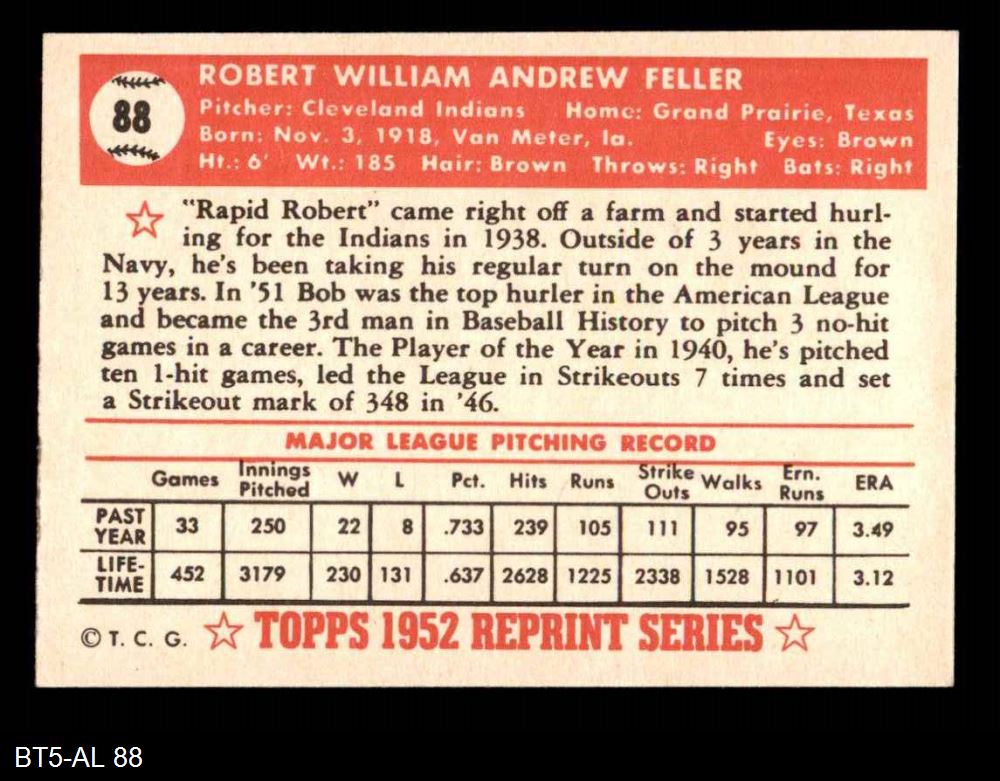 88
ROBERT WILLIAM ANDREW FELLER
Pitcher: Cleveland Indians Home: Grand Prairie, Texas
Born: Nov. 3, 1918, Van Meter, Ia. Eyes: Brown
Ht.: 6' Wt.: 185 Hair: Brown Throws: Right Bats: Right
"Rapid Robert" came right off a farm and started hurl-
ing for the Indians in 1938. Outside of 3 years in the
Navy, he's been taking his regular turn on the mound for
13 years. In '51 Bob was the top hurler in the American League
and became the 3rd man in Baseball History to pitch 3 no-hit
games in a career. The Player of the Year in 1940, he's pitched
ten 1-hit games, led the League in Strikeouts 7 times and set
a Strikeout mark of 348 in '46.
MAJOR LEAGUE PITCHING RECORD
Games Innings Pitched W L Pct. Hits Runs Strike Outs Walks Ern. Runs ERA
PAST YEAR 33 250 22 8 .733 239 105 111 95 97 3.49
LIFE-TIME 452 3179 230 131 .637 2628 1225 2338 1528 1101 3.12
© T. C. G. TOPPS 1952 REPRINT SERIES
BT5-AL 88